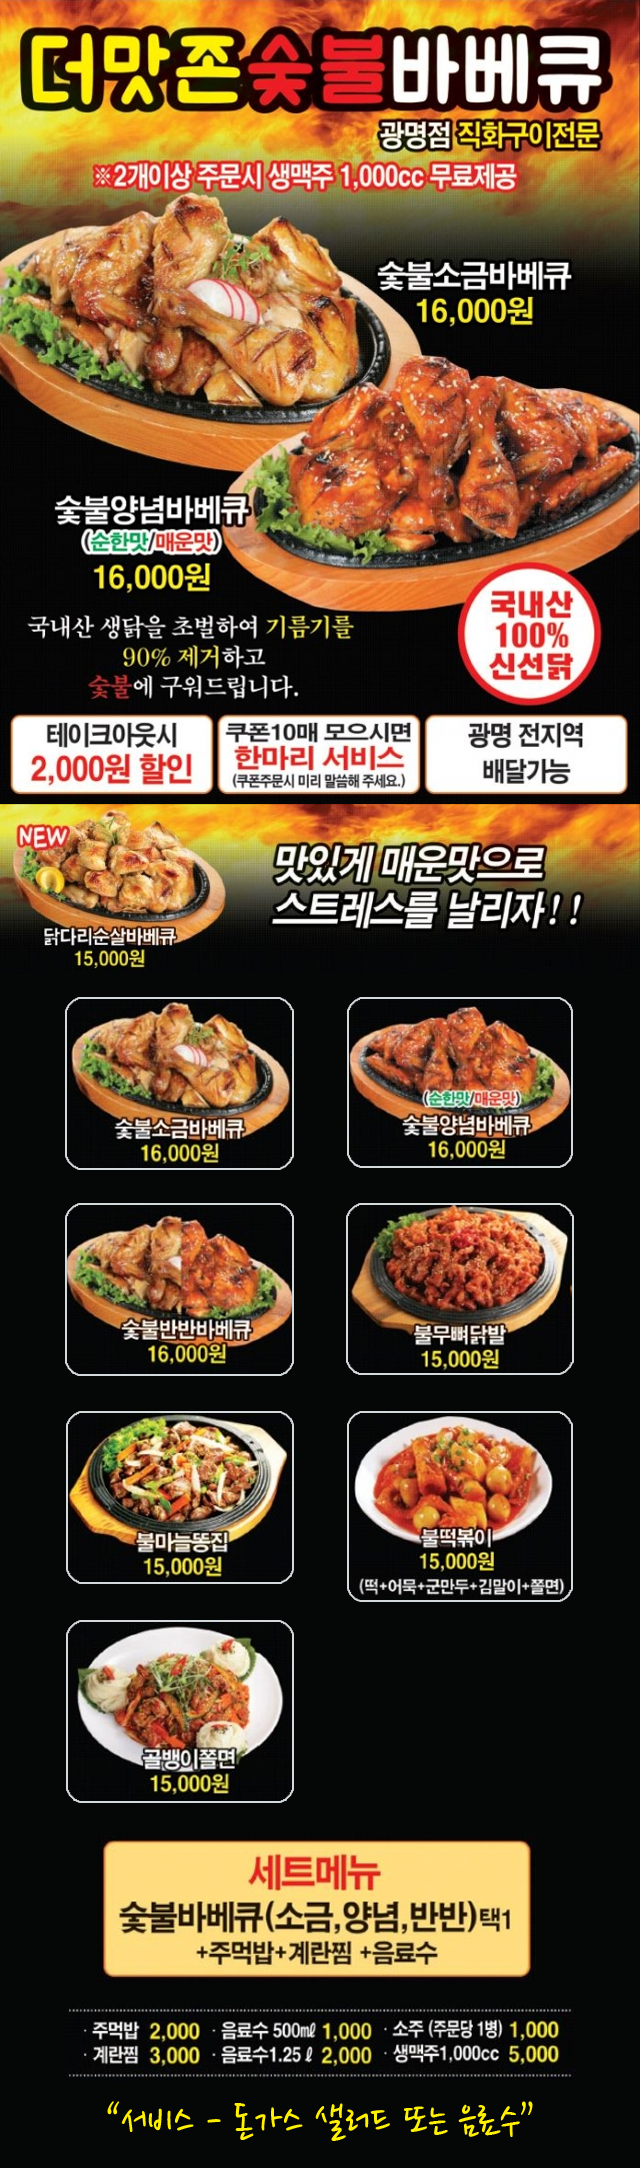 더맛존숯불바베큐
광명점 직화구이전문
※2개이상 주문시 생맥주 1,000cc 무료제공
숯불소금바베큐
16,000원
숯불양념바베큐
(순한맛/매운맛)
16,000원
국내산 생닭을 초벌하여 기름기를
90% 제거하고
숯불에 구워드립니다.
국내산
100%
신선닭
테이크아웃시
2,000원 할인
쿠폰10매 모으시면
한마리 서비스
(쿠폰주문시 미리 말씀해 주세요.)
광명 전지역
배달가능
NEW
닭다리순살바베큐
15,000원
맛있게 매운맛으로
스트레스를 날리자!!
숯불소금바베큐
16,000원
(순한맛/매운맛)
숯불양념바베큐
16,000원
숯불반반바베큐
16,000원
불무뼈닭발
15,000원
불마늘똥집
15,000원
불떡볶이
15,000원
(떡+어묵+군만두+김말이+쫄면)
골뱅이쫄면
15,000원
세트메뉴
숯불바베큐(소금,양념,반반)택1
+주먹밥+계란찜 +음료수
· 주먹밥 2,000 · 음료수 500㎖ 1,000 · 소주 (주문당 1병) 1,000
· 계란찜 3,000 · 음료수1.25ℓ 2,000 · 생맥주1,000cc 5,000
“서비스 - 돈가스 샐러드 또는 음료수”